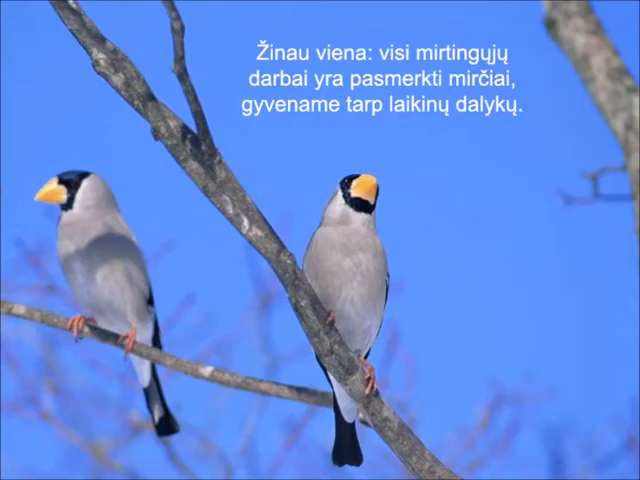 Žinau viena: visi mirtingųjų
darbai yra pasmerkti mirčiai,
gyvename tarp laikinų dalykų.